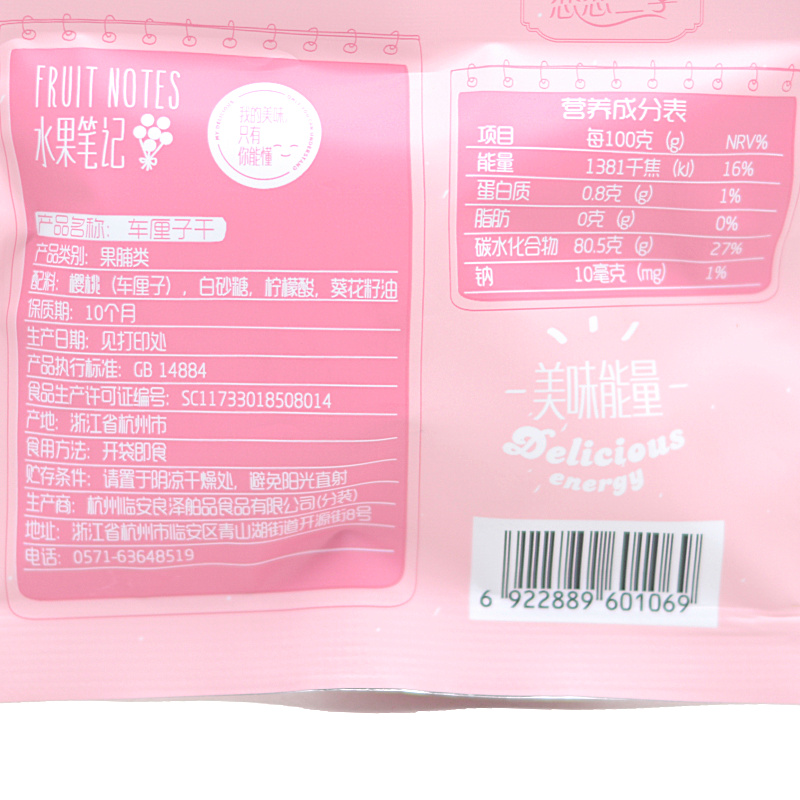 FRUIT NOTES
水果笔记
我的美味
只有
你能懂
产品名称: 车厘子干
产品类别: 果脯类
配料: 樱桃（车厘子）, 白砂糖, 柠檬酸, 葵花籽油
保质期: 10个月
生产日期: 见打印处
产品执行标准: GB 14884
食品生产许可证编号: SC11733018508014
产地: 浙江省杭州市
食用方法: 开袋即食
贮存条件: 请置于阴凉干燥处, 避免阳光直射
生产商: 杭州临安良泽舶品食品有限公司(分装)
地址: 浙江省杭州市临安区青山湖街道开源街8号
电话: 0571-63648519
营养成分表
项目 每100克 (g) NRV%
能量 1381千焦 (kJ) 16%
蛋白质 0.8克 (g) 1%
脂肪 0克 (g) 0%
碳水化合物 80.5克 (g) 27%
钠 10毫克 (mg) 1%
美味能量
Delicious
energy
6 922889 601069